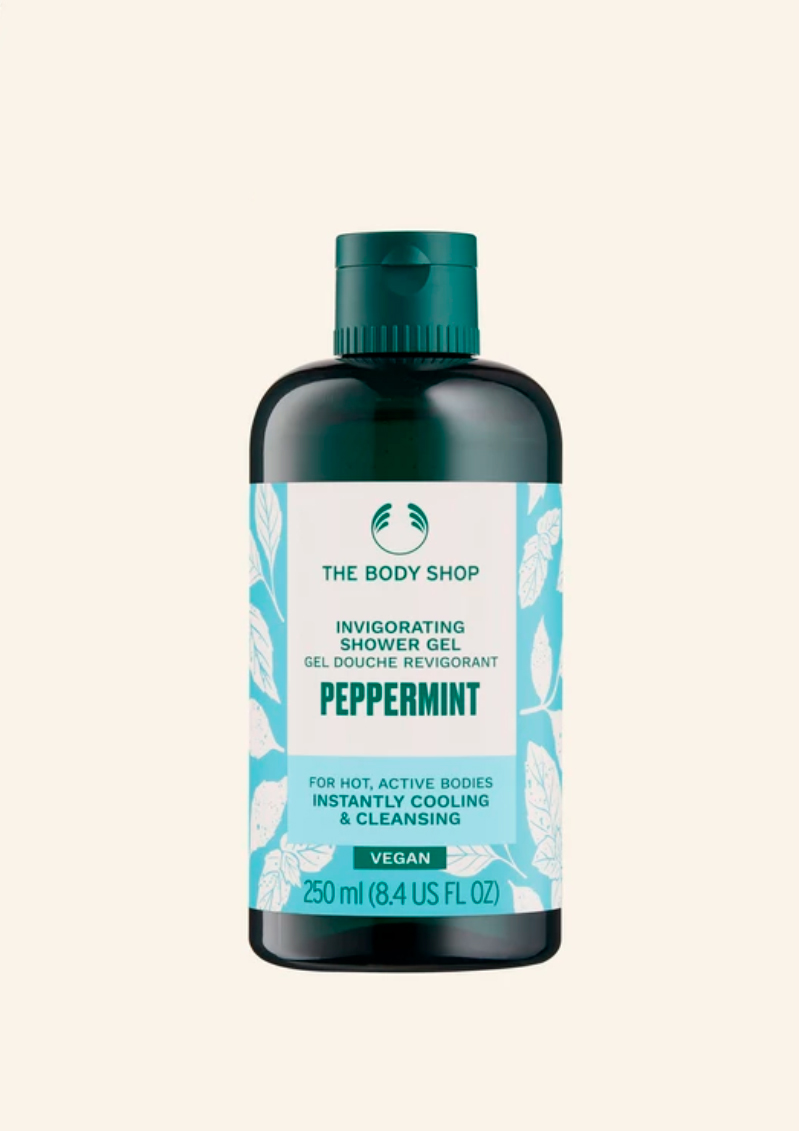 THE BODY SHOP
INVIGORATING
SHOWER GEL
GEL DOUCHE REVIGORANT
PEPPERMINT
FOR HOT, ACTIVE BODIES
INSTANTLY COOLING
& CLEANSING
VEGAN
250 ml (8.4 US FL OZ)